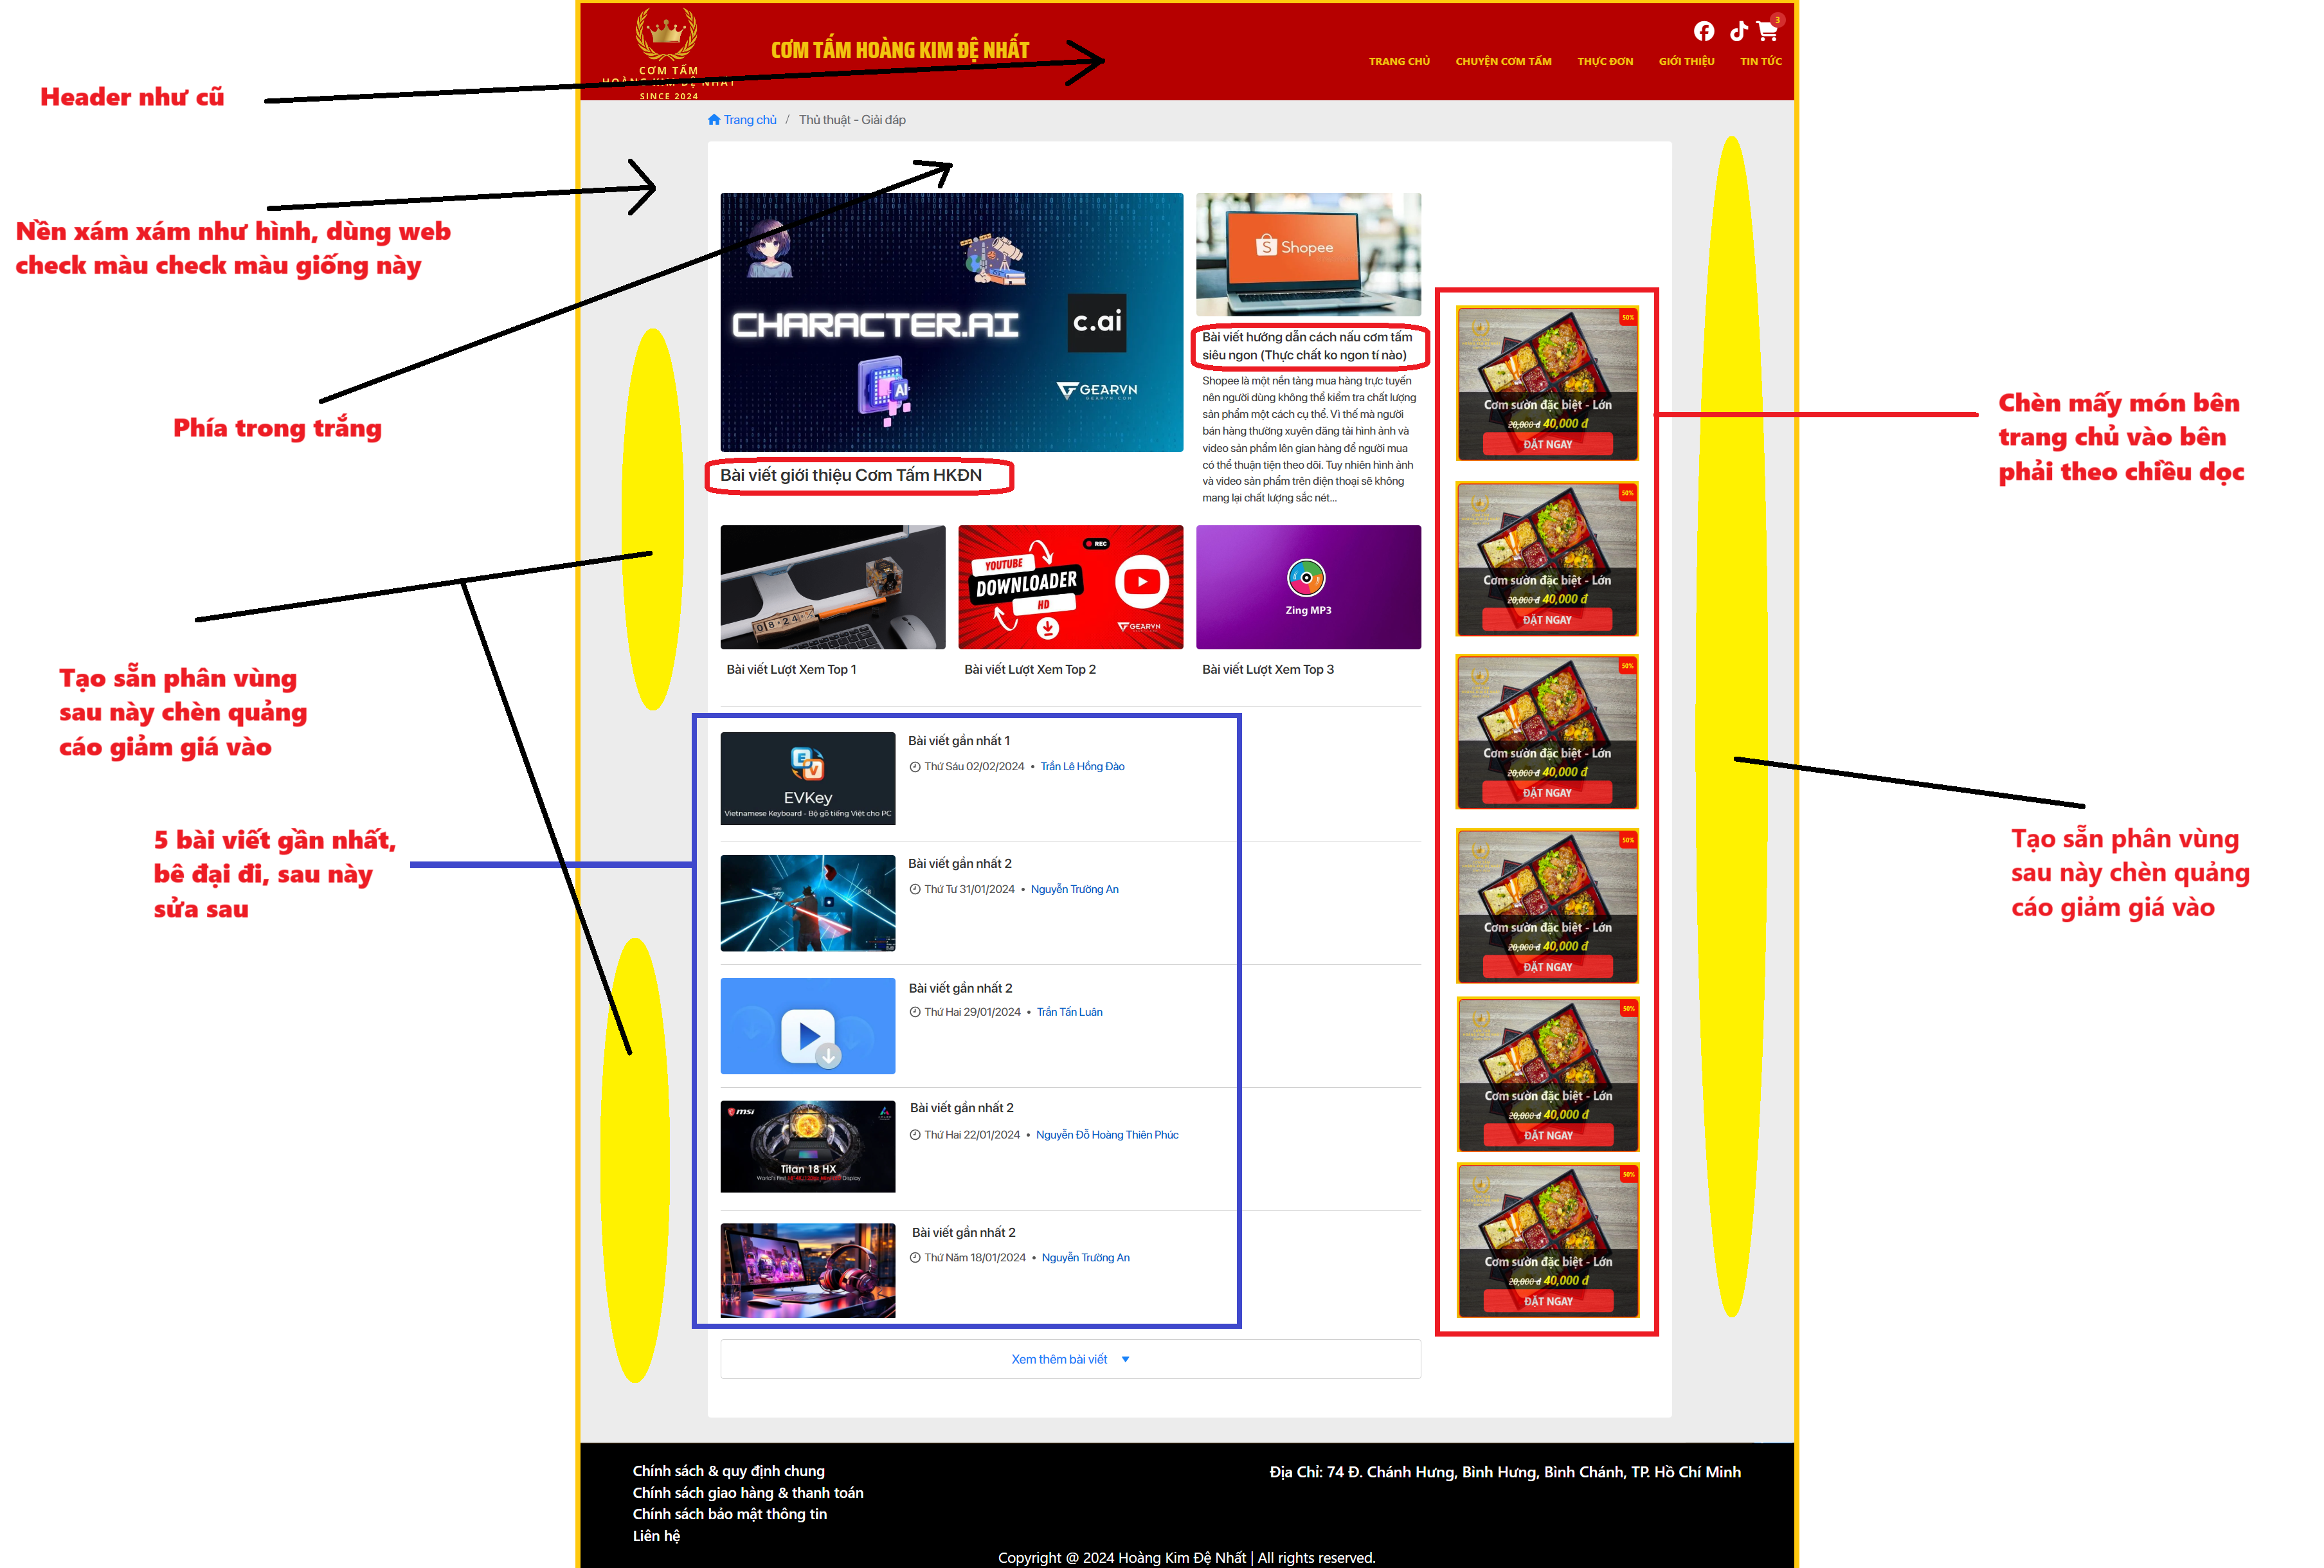 CƠM TẤM
HOÀNG KIM ĐỆ NHẤT
SINCE 2024
CƠM TẤM HOÀNG KIM ĐỆ NHẤT
3
TRANG CHỦ
CHUYỆN CƠM TẤM
THỰC ĐƠN
GIỚI THIỆU
TIN TỨC
Header như cũ
Trang chủ / Thủ thuật - Giải đáp
Nền xám xám như hình, dùng web
check màu check màu giống này
Phía trong trắng
CHARACTER.AI
c.ai
AI
GEARVN
GEARVN.COM
Bài viết giới thiệu Cơm Tấm HKĐN
Shopee
Bài viết hướng dẫn cách nấu cơm tấm
siêu ngon (Thực chất ko ngon tí nào)
Shopee là một nền tảng mua hàng trực tuyến
nên người dùng không thể kiểm tra chất lượng
sản phẩm một cách cụ thể. Vì thế mà người
bán hàng thường xuyên đăng tải hình ảnh và
video sản phẩm lên gian hàng để người mua
có thể thuận tiện theo dõi. Tuy nhiên hình ảnh
và video sản phẩm trên điện thoại sẽ không
mang lại chất lượng sắc nét...
YOUTUBE
DOWNLOADER
HD
REC
GEARVN
Zing MP3
Bài viết Lượt Xem Top 1
Bài viết Lượt Xem Top 2
Bài viết Lượt Xem Top 3
Tạo sẵn phân vùng
sau này chèn quảng
cáo giảm giá vào
5 bài viết gần nhất,
bê đại đi, sau này
sửa sau
EV
EVKey
Vietnamese Keyboard - Bộ gõ tiếng Việt cho PC
Bài viết gần nhất 1
Thứ Sáu 02/02/2024 • Trần Lê Hồng Đào
Bài viết gần nhất 2
Thứ Tư 31/01/2024 • Nguyễn Trường An
Bài viết gần nhất 2
Thứ Hai 29/01/2024 • Trần Tấn Luân
msi
Titan 18 HX
Bài viết gần nhất 2
Thứ Hai 22/01/2024 • Nguyễn Đỗ Hoàng Thiên Phúc
Bài viết gần nhất 2
Thứ Năm 18/01/2024 • Nguyễn Trường An
Xem thêm bài viết
50%
Cơm sườn đặc biệt - Lớn
20,000 đ 40,000 đ
ĐẶT NGAY
50%
Cơm sườn đặc biệt - Lớn
20,000 đ 40,000 đ
ĐẶT NGAY
50%
Cơm sườn đặc biệt - Lớn
20,000 đ 40,000 đ
ĐẶT NGAY
50%
Cơm sườn đặc biệt - Lớn
20,000 đ 40,000 đ
ĐẶT NGAY
50%
Cơm sườn đặc biệt - Lớn
20,000 đ 40,000 đ
ĐẶT NGAY
50%
Cơm sườn đặc biệt - Lớn
20,000 đ 40,000 đ
ĐẶT NGAY
Chèn mấy món bên
trang chủ vào bên
phải theo chiều dọc
Tạo sẵn phân vùng
sau này chèn quảng
cáo giảm giá vào
Chính sách & quy định chung
Chính sách giao hàng & thanh toán
Chính sách bảo mật thông tin
Liên hệ
Địa Chỉ: 74 Đ. Chánh Hưng, Bình Hưng, Bình Chánh, TP. Hồ Chí Minh
Copyright @ 2024 Hoàng Kim Đệ Nhất | All rights reserved.